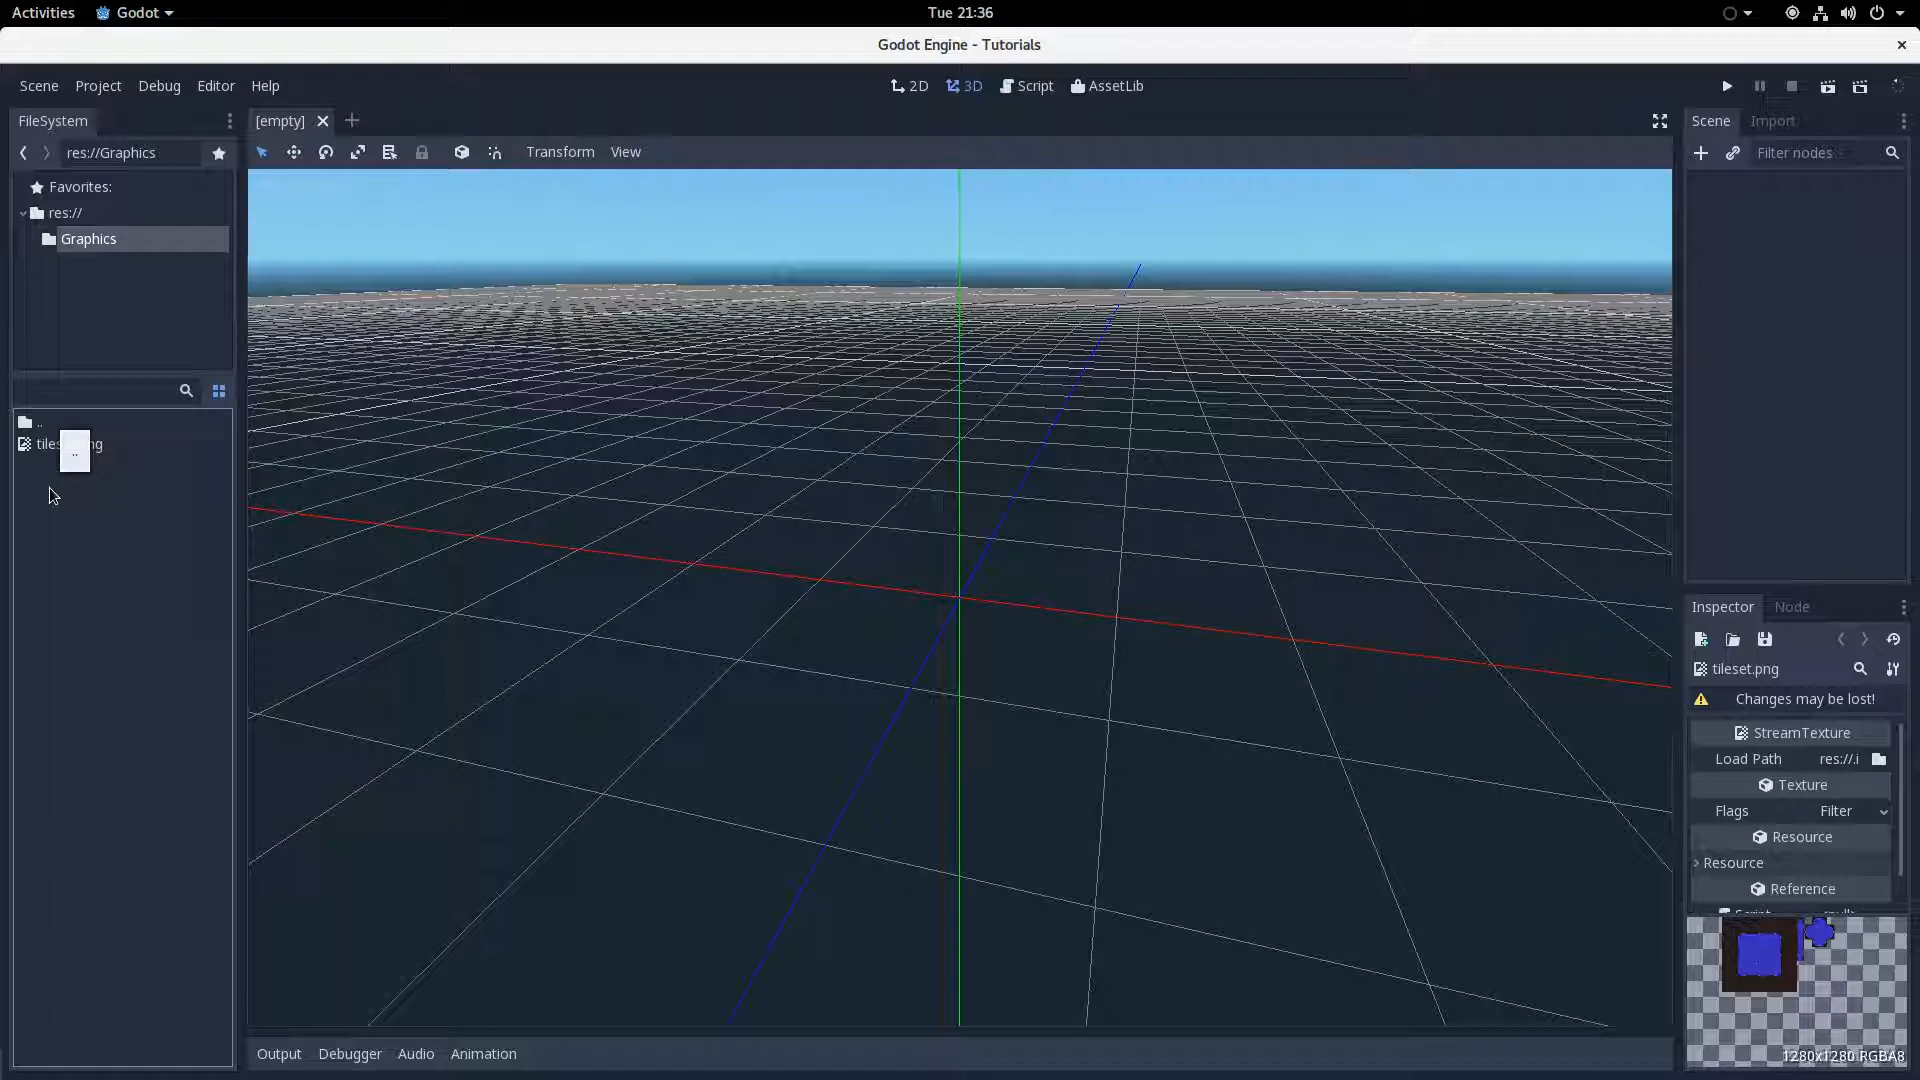 Activities Godot Tue 21:36
Godot Engine - Tutorials
Scene Project Debug Editor Help 2D 3D Script AssetLib
FileSystem [empty] Scene Import
res://Graphics Transform View Filter nodes
Favorites:
res://
Graphics
..
tiles ng
..
Inspector Node
tileset.png
Changes may be lost!
StreamTexture
Load Path res://.i
Texture
Flags Filter
Resource
Resource
Reference
Output Debugger Audio Animation
1280x1280 RGBA8